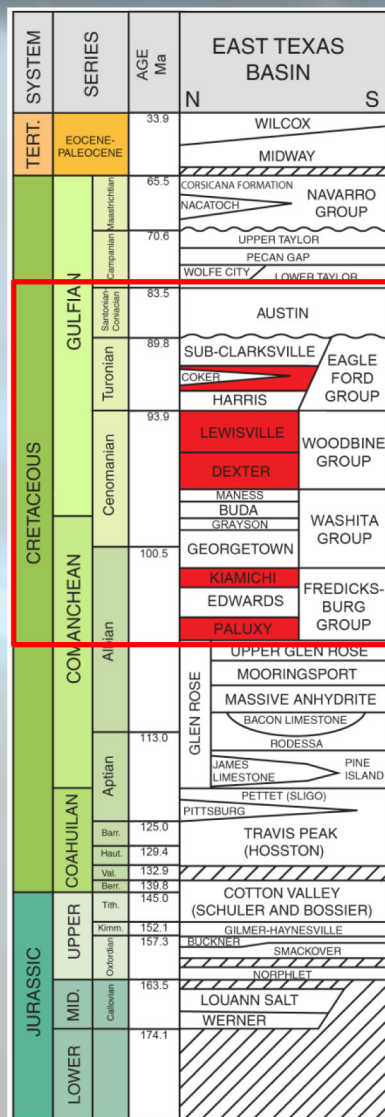 SYSTEM
SERIES
AGE
Ma
EAST TEXAS
BASIN
N
S
TERT.
EOCENE-
PALEOCENE
33.9
WILCOX
MIDWAY
CRETACEOUS
GULFIAN
Maastrichtian
65.5
CORSICANA FORMATION
NACATOCH
NAVARRO
GROUP
Campanian
70.6
UPPER TAYLOR
PECAN GAP
WOLFE CITY
LOWER TAYLOR
Santonian-
Coniacian
83.5
AUSTIN
Turonian
89.8
SUB-CLARKSVILLE
COKER
HARRIS
EAGLE
FORD
GROUP
Cenomanian
93.9
LEWISVILLE
DEXTER
WOODBINE
GROUP
MANESS
BUDA
GRAYSON
GEORGETOWN
WASHITA
GROUP
COMANCHEAN
Albian
100.5
KIAMICHI
EDWARDS
PALUXY
FREDICKS-
BURG
GROUP
GLEN ROSE
UPPER GLEN ROSE
MOORINGSPORT
MASSIVE ANHYDRITE
BACON LIMESTONE
RODESSA
Aptian
113.0
JAMES
LIMESTONE
PINE
ISLAND
COAHUILAN
PETTET (SLIGO)
PITTSBURG
Barr.
125.0
TRAVIS PEAK
(HOSSTON)
Haut.
129.4
Val.
132.9
Berr.
139.8
JURASSIC
UPPER
Tith.
145.0
COTTON VALLEY
(SCHULER AND BOSSIER)
Kimm.
152.1
GILMER-HAYNESVILLE
Oxfordian
157.3
BUCKNER
SMACKOVER
NORPHLET
MID.
Callovian
163.5
LOUANN SALT
WERNER
LOWER
174.1